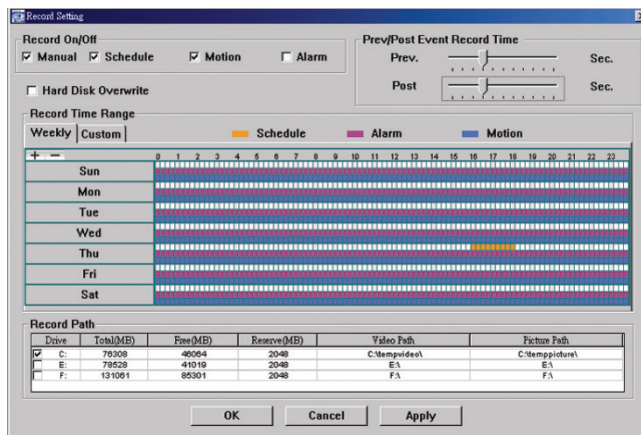 Record Setting
Record On/Off
Manual Schedule Motion Alarm
Prev/Post Event Record Time
Prev. Sec.
Post Sec.
Hard Disk Overwrite
Record Time Range
Weekly Custom Schedule Alarm Motion
+ − 0 1 2 3 4 5 6 7 8 9 10 11 12 13 14 15 16 17 18 19 20 21 22 23
Sun
Mon
Tue
Wed
Thu
Fri
Sat
Record Path
Drive Total(MB) Free(MB) Reserve(MB) Video Path Picture Path
C: 76308 46064 2048 C:\tempvideo\ C:\temppicture\
E: 78528 41019 2048 E:\ E:\
F: 131061 85301 2048 F:\ F:\
OK Cancel Apply